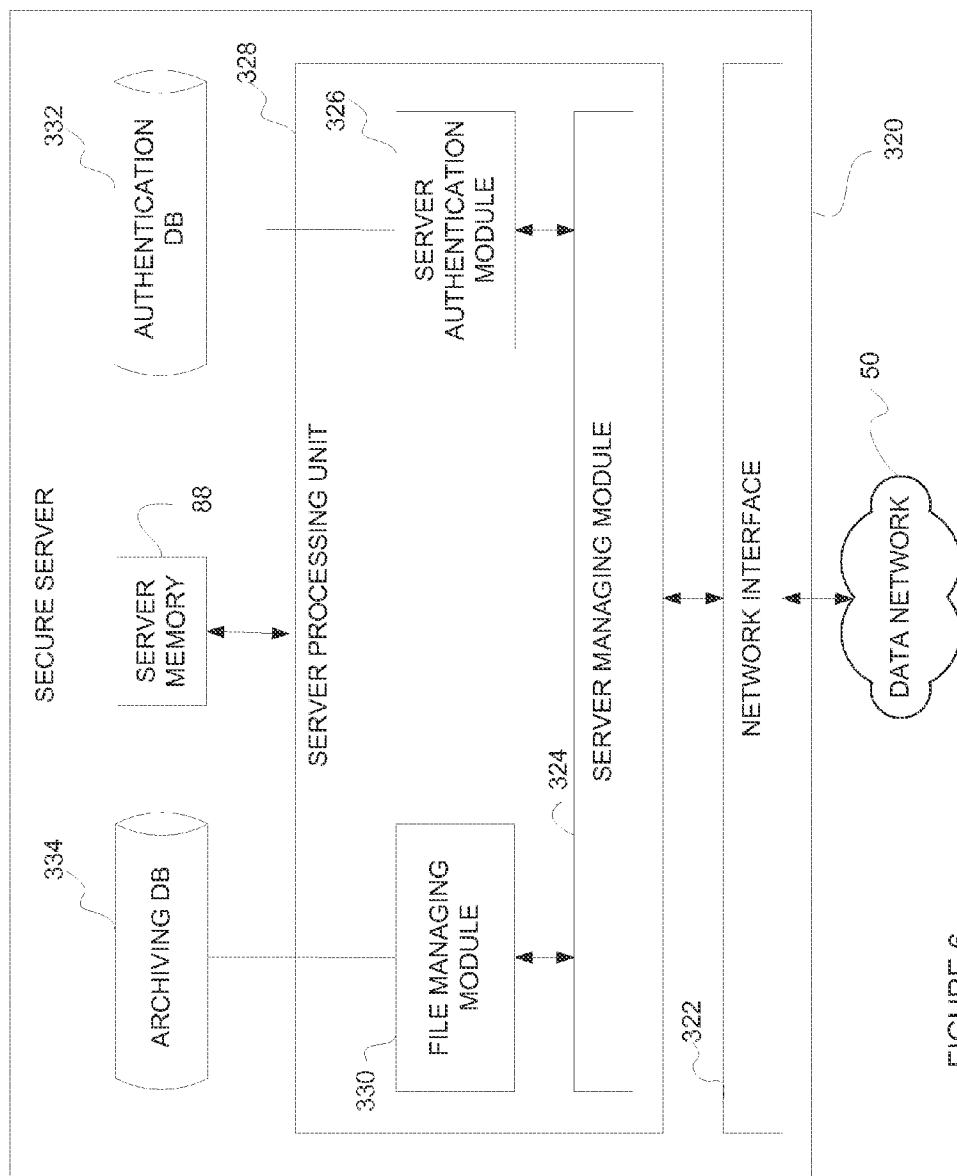 SECURE SERVER
334
ARCHIVING DB
SERVER
MEMORY
88
332
AUTHENTICATION
DB
328
SERVER PROCESSING UNIT
326
330
FILE MANAGING
MODULE
SERVER
AUTHENTICATION
MODULE
324
SERVER MANAGING MODULE
322
NETWORK INTERFACE
320
50
DATA NETWORK
FIGURE 6